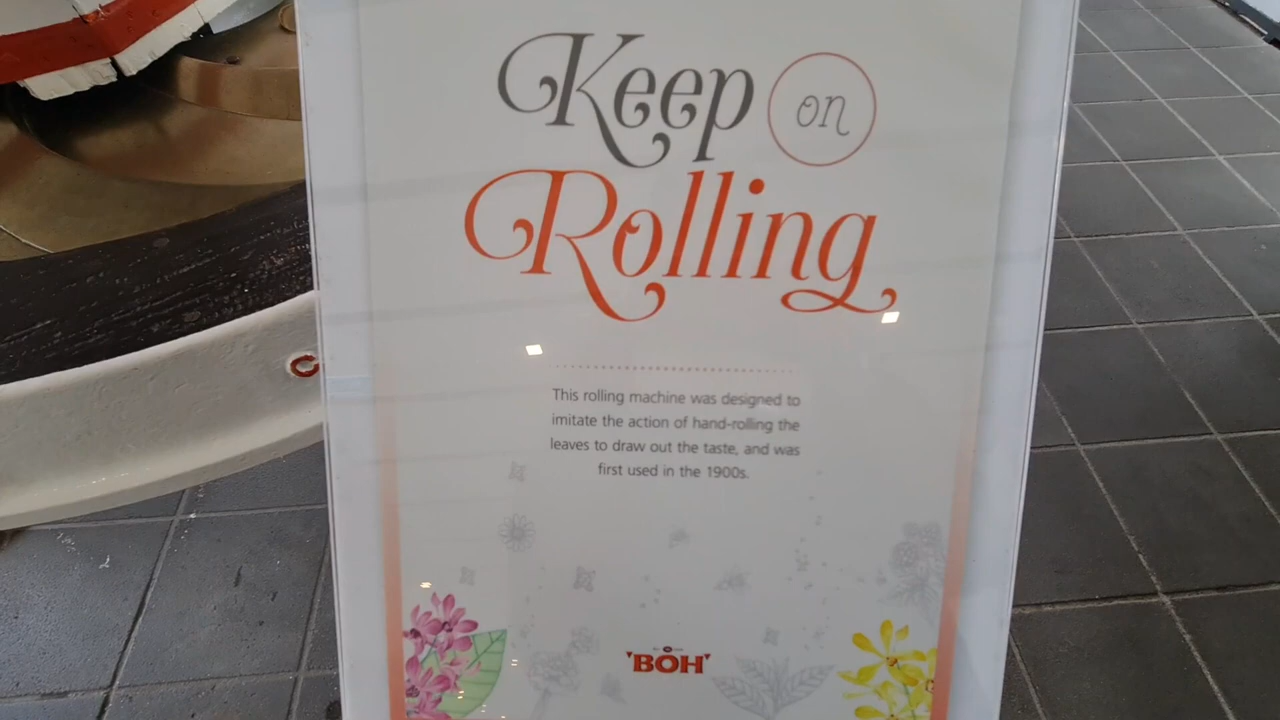 Keep on
Rolling
This rolling machine was designed to
imitate the action of hand-rolling the
leaves to draw out the taste, and was
first used in the 1900s.
BOH